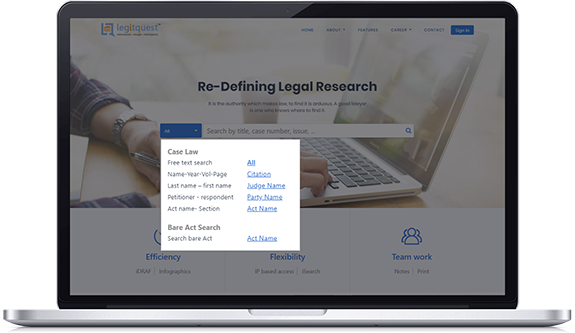 legitquest
HOME ABOUT FEATURES CAREER CONTACT Sign In
Re-Defining Legal Research
It is the authority which makes law, to find it is arduous. A good lawyer
is one who knows where to find it.
All Search by title, case number, issue, ...
Case Law
Free text search All
Name-Year-Vol-Page Citation
Last name – first name Judge Name
Petitioner - respondent Party Name
Act name- Section Act Name
Bare Act Search
Search bare Act Act Name
Efficiency Flexibility Team work
iDRAF | Infographics IP based access | iSearch Notes | Print